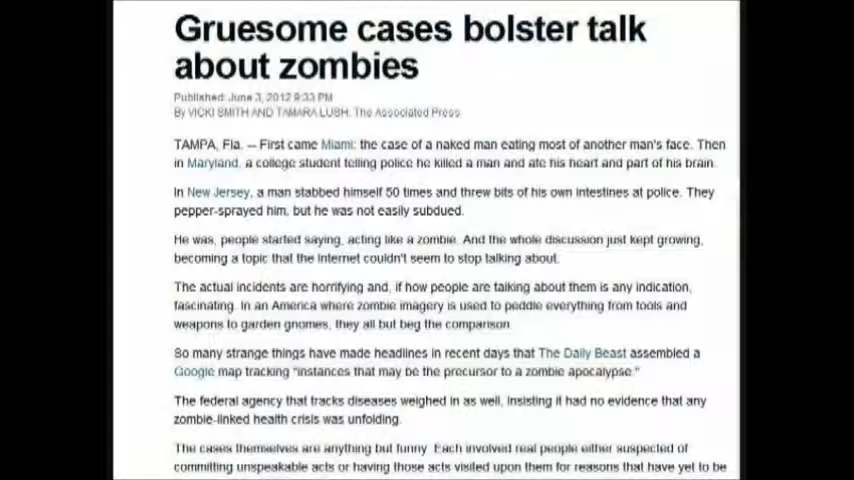 Gruesome cases bolster talk
about zombies
Published: June 3, 2012 9:33 PM
By VICKI SMITH AND TAMARA LUSH, The Associated Press
TAMPA, Fla. -- First came Miami: the case of a naked man eating most of another man's face. Then
in Maryland, a college student telling police he killed a man and ate his heart and part of his brain.
In New Jersey, a man stabbed himself 50 times and threw bits of his own intestines at police. They
pepper-sprayed him, but he was not easily subdued.
He was, people started saying, acting like a zombie. And the whole discussion just kept growing,
becoming a topic that the Internet couldn't seem to stop talking about.
The actual incidents are horrifying and, if how people are talking about them is any indication,
fascinating. In an America where zombie imagery is used to peddle everything from tools and
weapons to garden gnomes, they all but beg the comparison.
So many strange things have made headlines in recent days that The Daily Beast assembled a
Google map tracking "instances that may be the precursor to a zombie apocalypse."
The federal agency that tracks diseases weighed in as well, insisting it had no evidence that any
zombie-linked health crisis was unfolding.
The cases themselves are anything but funny. Each involved real people either suspected of
committing unspeakable acts or having those acts visited upon them for reasons that have yet to be